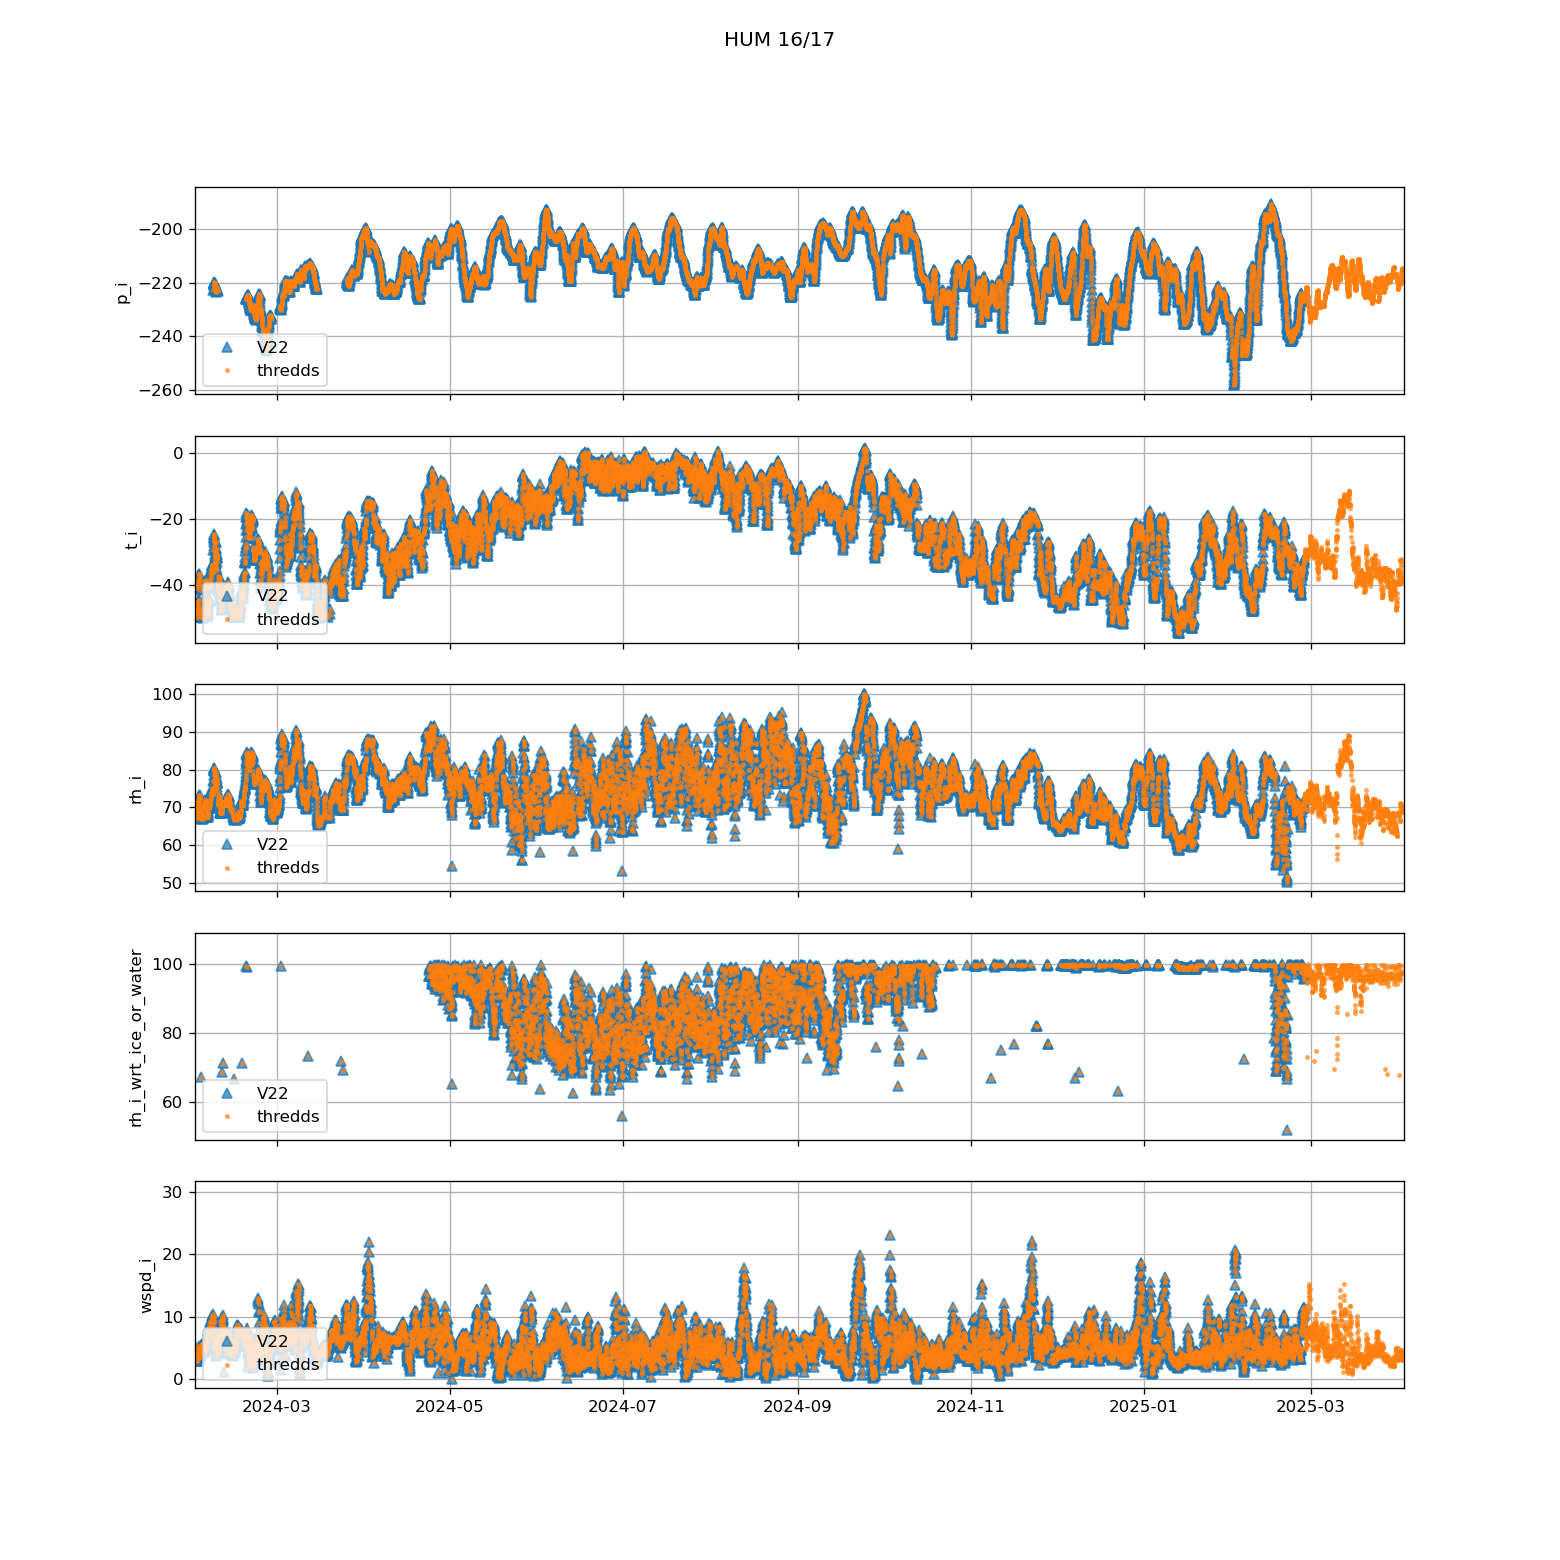 HUM 16/17
p_i
−200
−220
−240
−260
V22
thredds
t_i
0
−20
−40
V22
thredds
rh_i
100
90
80
70
60
50
V22
thredds
rh_i_wrt_ice_or_water
100
80
60
V22
thredds
wspd_i
30
20
10
0
V22
thredds
2024-03
2024-05
2024-07
2024-09
2024-11
2025-01
2025-03